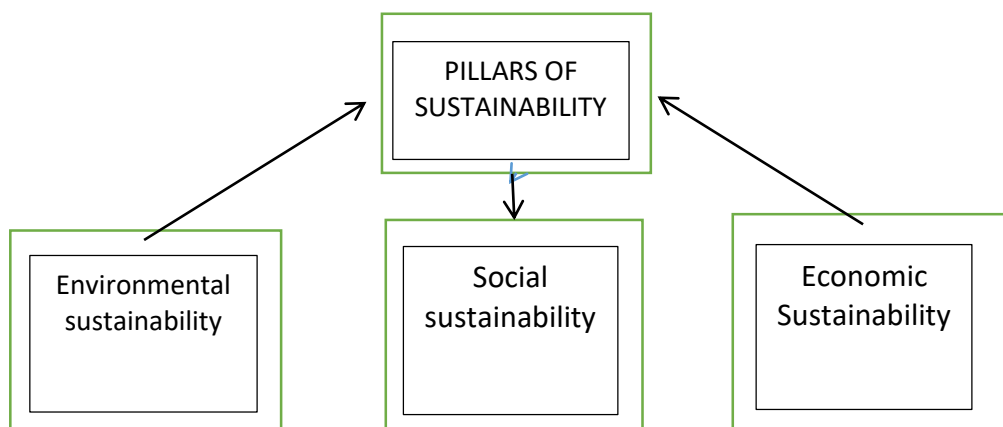 PILLARS OF
SUSTAINABILITY
Environmental
sustainability
Social
sustainability
Economic
Sustainability